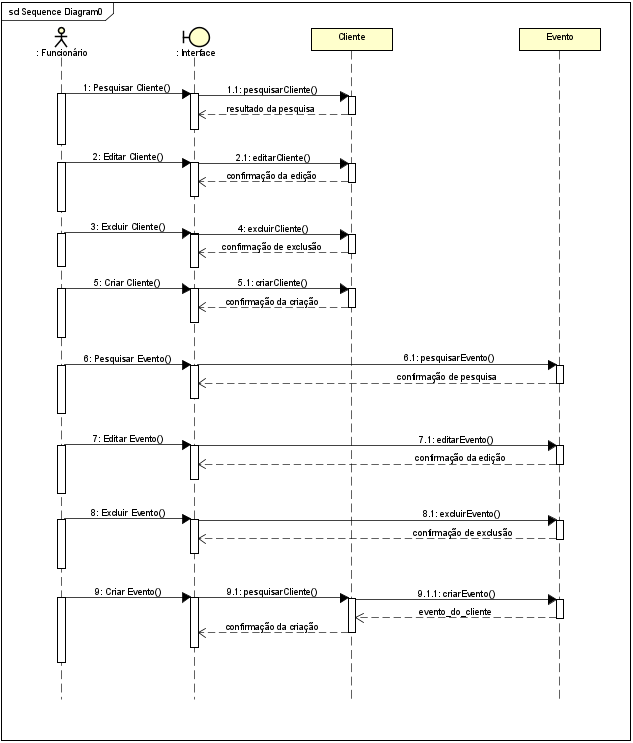 sd Sequence Diagram0
: Funcionário
: Interface
Cliente
Evento
1: Pesquisar Cliente()
1.1: pesquisarCliente()
resultado da pesquisa
2: Editar Cliente()
2.1: editarCliente()
confirmação da edição
3: Excluir Cliente()
4: excluirCliente()
confirmação de exclusão
5: Criar Cliente()
5.1: criarCliente()
confirmação da criação
6: Pesquisar Evento()
6.1: pesquisarEvento()
confirmação de pesquisa
7: Editar Evento()
7.1: editarEvento()
confirmação da edição
8: Excluir Evento()
8.1: excluirEvento()
confirmação de exclusão
9: Criar Evento()
9.1: pesquisarCliente()
9.1.1: criarEvento()
evento_do_cliente
confirmação da criação